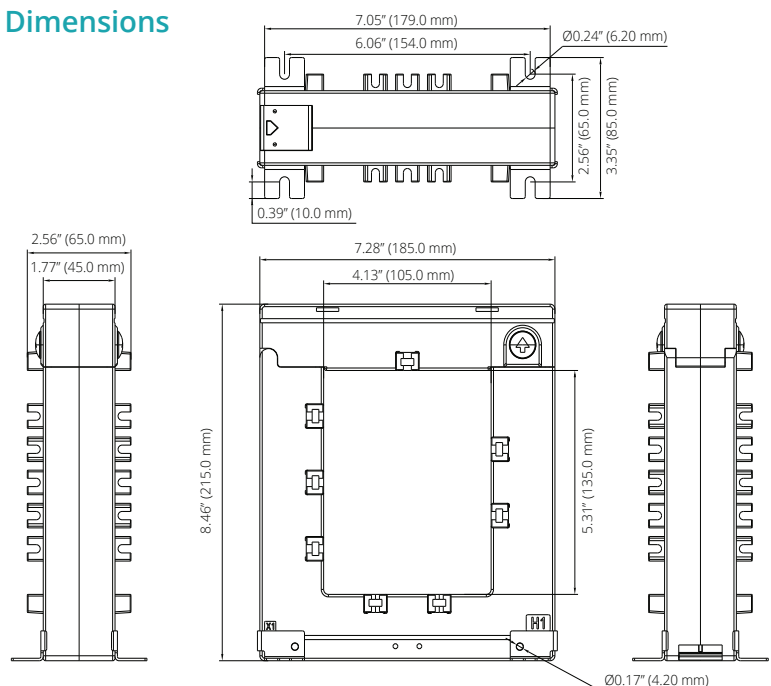 Dimensions
7.05” (179.0 mm)
6.06” (154.0 mm)
Ø0.24” (6.20 mm)
2.56” (65.0 mm)
3.35” (85.0 mm)
0.39” (10.0 mm)
2.56” (65.0 mm)
1.77” (45.0 mm)
7.28” (185.0 mm)
4.13” (105.0 mm)
8.46” (215.0 mm)
5.31” (135.0 mm)
X1
H1
Ø0.17” (4.20 mm)